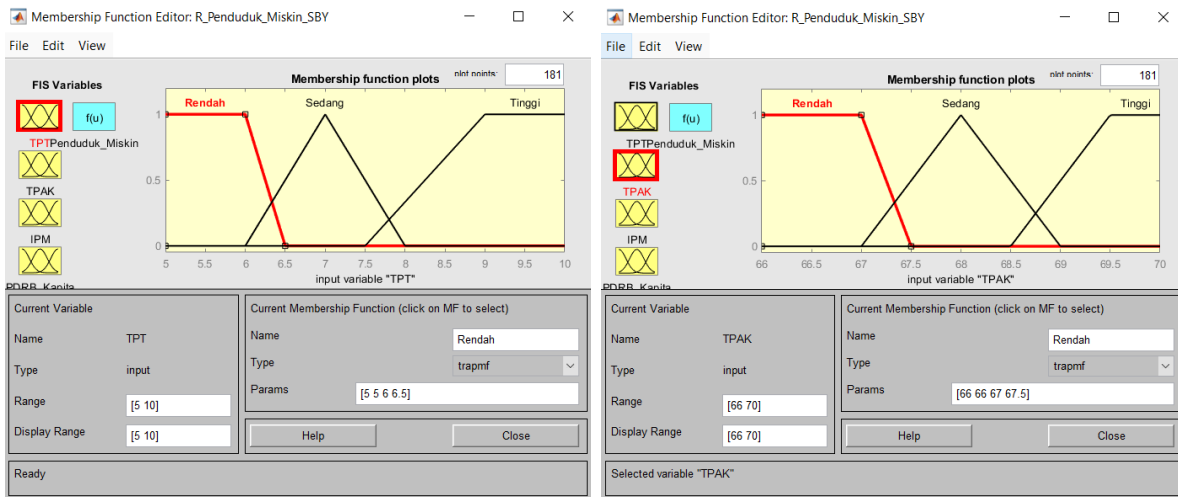 Membership Function Editor: R_Penduduk_Miskin_SBY
File Edit View
FIS Variables
Membership function plots
plot points:
181
f(u)
TPT
Penduduk_Miskin
TPAK
IPM
PDRB_Kapita
Rendah
Sedang
Tinggi
1
0.5
0
5 5.5 6 6.5 7 7.5 8 8.5 9 9.5 10
input variable "TPT"
Current Variable
Name TPT
Type input
Range [5 10]
Display Range [5 10]
Current Membership Function (click on MF to select)
Name Rendah
Type trapmf
Params [5 5 6 6.5]
Help Close
Ready
Membership Function Editor: R_Penduduk_Miskin_SBY
File Edit View
FIS Variables
Membership function plots
plot points:
181
f(u)
TPT
Penduduk_Miskin
TPAK
IPM
PDRB_Kapita
Rendah
Sedang
Tinggi
1
0.5
0
66 66.5 67 67.5 68 68.5 69 69.5 70
input variable "TPAK"
Current Variable
Name TPAK
Type input
Range [66 70]
Display Range [66 70]
Current Membership Function (click on MF to select)
Name Rendah
Type trapmf
Params [66 66 67 67.5]
Help Close
Selected variable "TPAK"